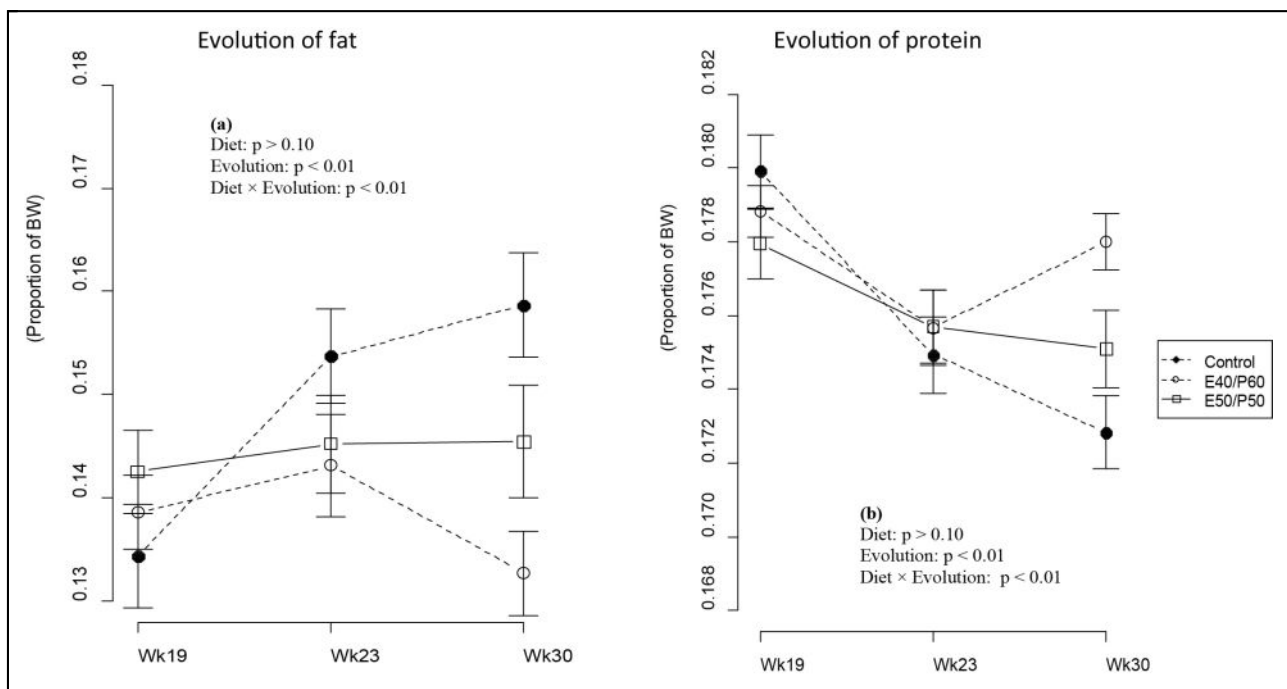 Evolution of fat
(Proportion of BW)
0.18
0.17
0.16
0.15
0.14
0.13
(a)
Diet: p > 0.10
Evolution: p < 0.01
Diet × Evolution: p < 0.01
Wk19
Wk23
Wk30
Evolution of protein
(Proportion of BW)
0.182
0.180
0.178
0.176
0.174
0.172
0.170
0.168
(b)
Diet: p > 0.10
Evolution: p < 0.01
Diet × Evolution: p < 0.01
Wk19
Wk23
Wk30
Control
E40/P60
E50/P50